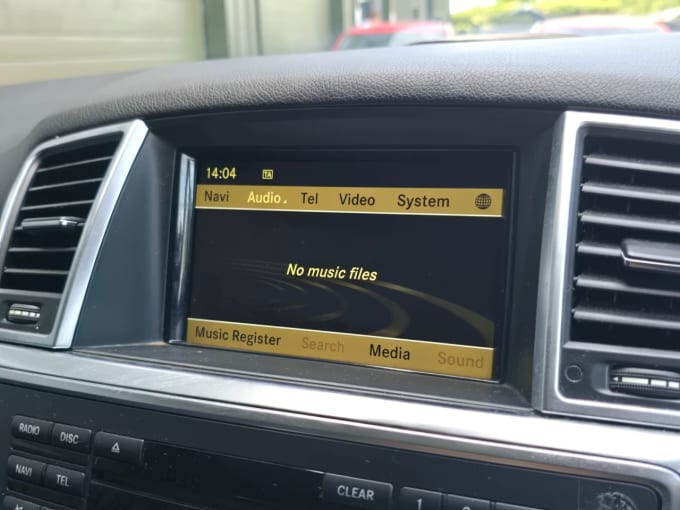 14:04 TA
Navi Audio Tel Video System
No music files
Music Register Search Media Sound
RADIO DISC
NAVI TEL
CLEAR 1